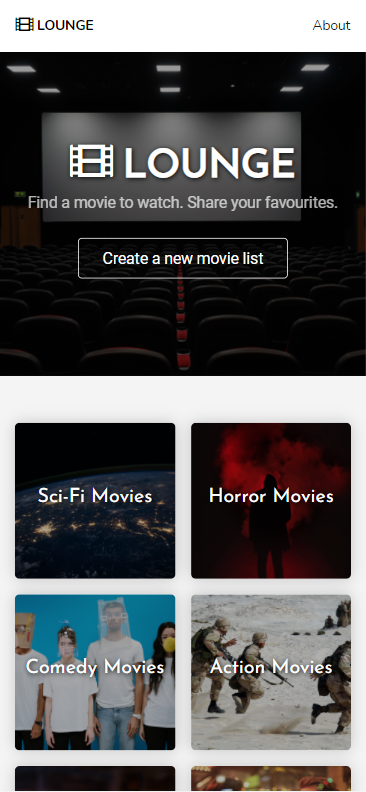 LOUNGE
About
LOUNGE
Find a movie to watch. Share your favourites.
Create a new movie list
Sci-Fi Movies
Horror Movies
Comedy Movies
Action Movies